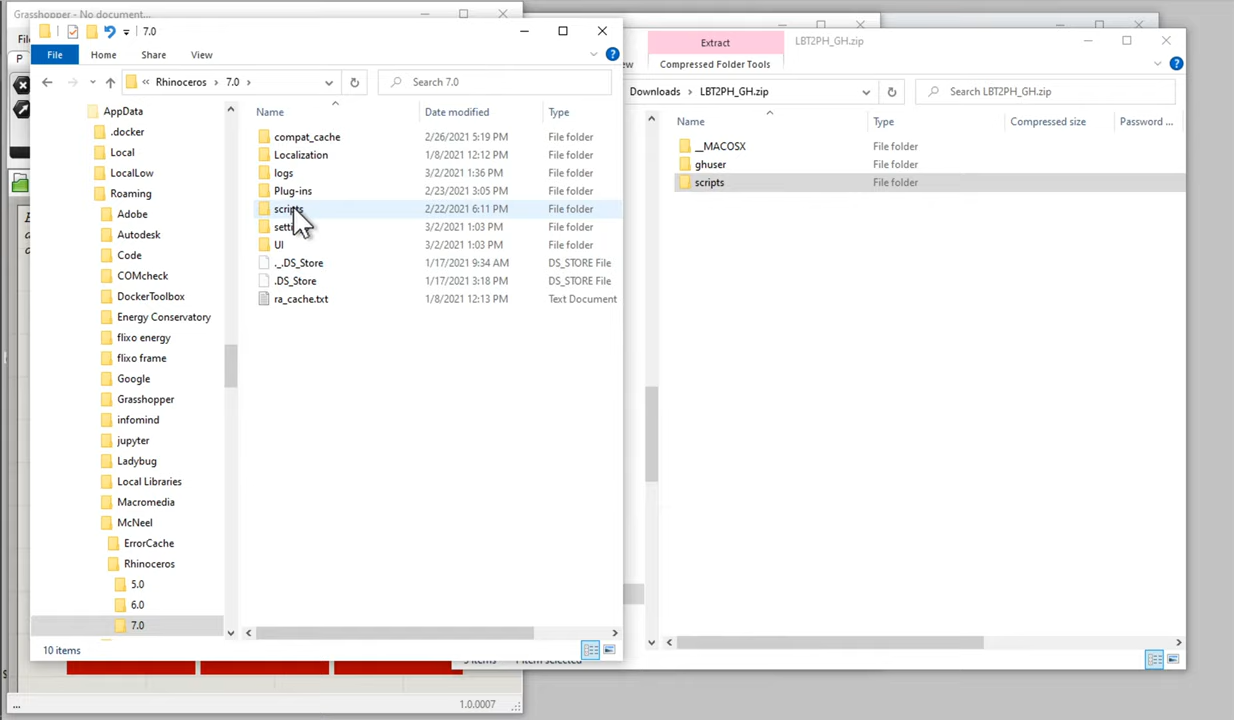 Grasshopper - No document...
7.0
File
Home
Share
View
Rhinoceros
7.0
Search 7.0
AppData
.docker
Local
LocalLow
Roaming
Adobe
Autodesk
Code
COMcheck
DockerToolbox
Energy Conservatory
flixo energy
flixo frame
Google
Grasshopper
infomind
jupyter
Ladybug
Local Libraries
Macromedia
McNeel
ErrorCache
Rhinoceros
5.0
6.0
7.0
Name Date modified Type
compat_cache 2/26/2021 5:19 PM File folder
Localization 1/8/2021 12:12 PM File folder
logs 3/2/2021 1:36 PM File folder
Plug-ins 2/23/2021 3:05 PM File folder
scripts 2/22/2021 6:11 PM File folder
setti 3/2/2021 1:03 PM File folder
UI 3/2/2021 1:03 PM File folder
._.DS_Store 1/17/2021 9:34 AM DS_STORE File
.DS_Store 1/17/2021 3:18 PM DS_STORE File
ra_cache.txt 1/8/2021 12:13 PM Text Document
10 items
Extract
LBT2PH_GH.zip
Compressed Folder Tools
Downloads
LBT2PH_GH.zip
Search LBT2PH_GH.zip
Name Type Compressed size Password ...
__MACOSX File folder
ghuser File folder
scripts File folder
1.0.0007
...